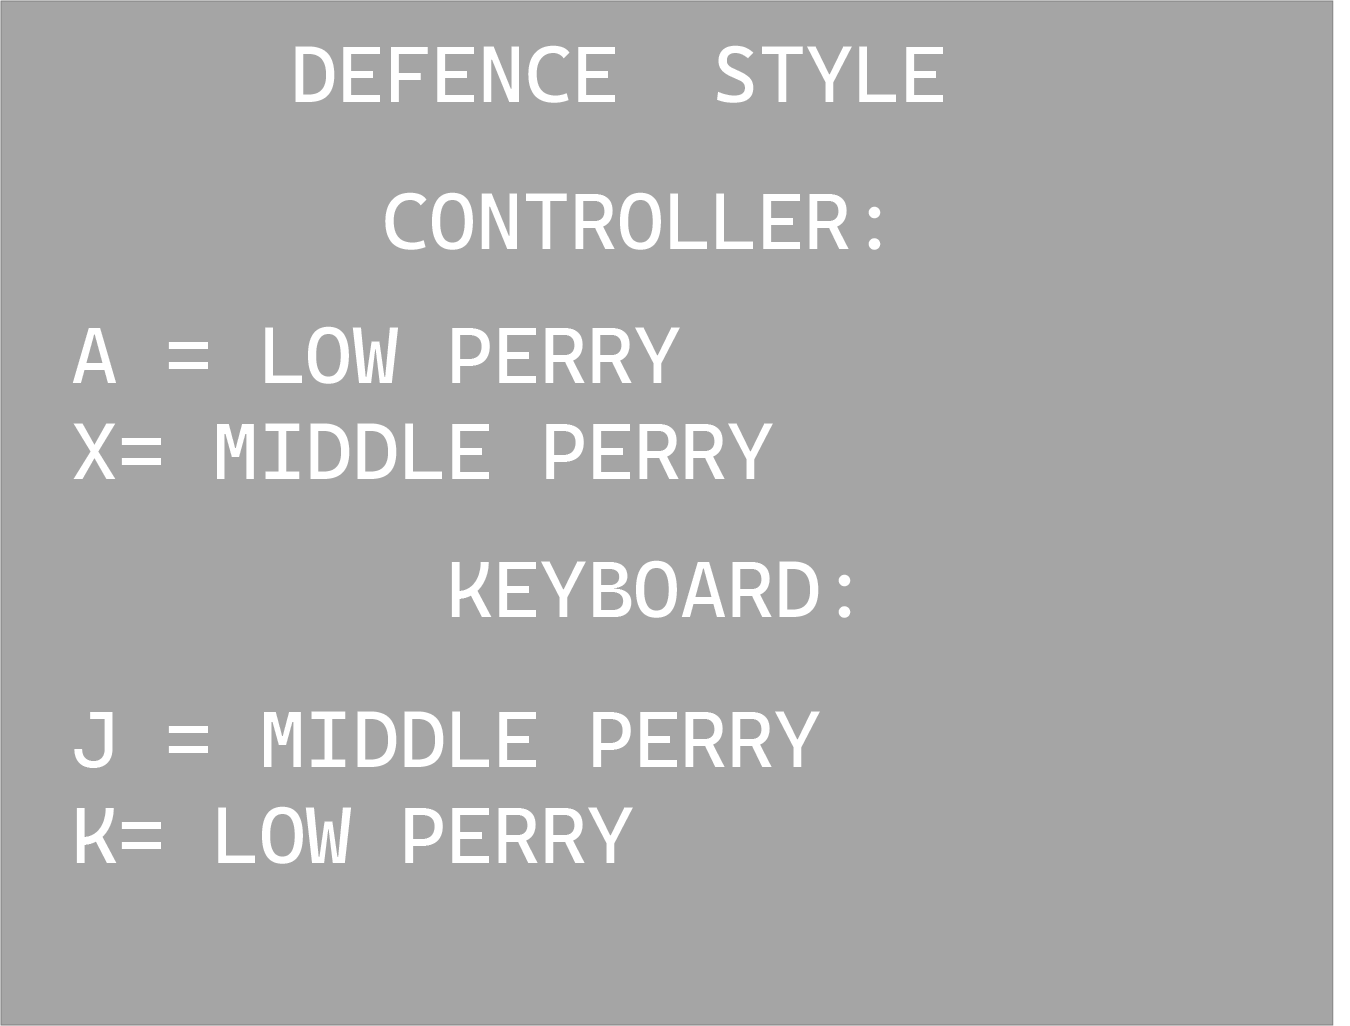 DEFENCE  STYLE
CONTROLLER:
A = LOW PERRY
X= MIDDLE PERRY
KEYBOARD:
J = MIDDLE PERRY
K= LOW PERRY